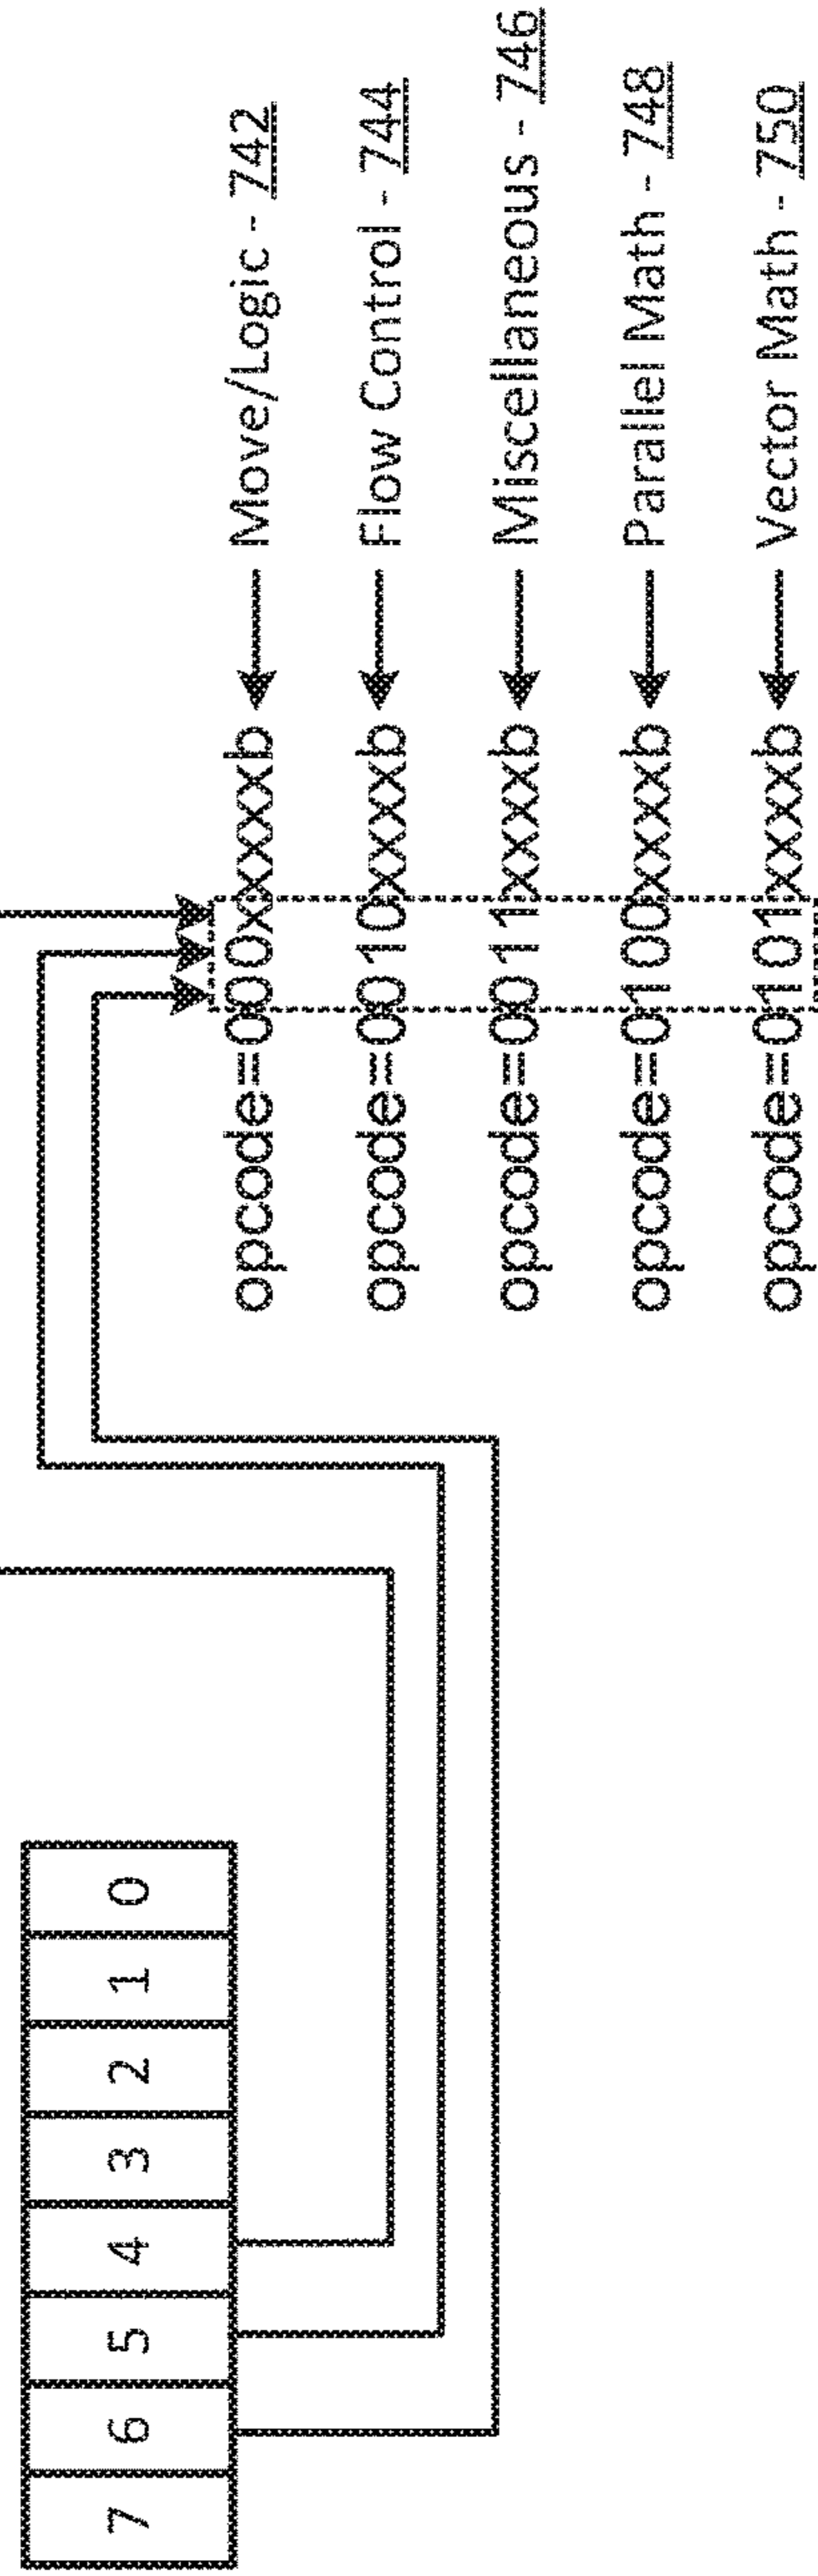 7 6 5 4 3 2 1 0
opcode=000xxxxxb Move/Logic - 742
opcode=0010xxxxb Flow Control - 744
opcode=0011xxxxb Miscellaneous - 746
opcode=0100xxxxb Parallel Math - 748
opcode=0101xxxxb Vector Math - 750